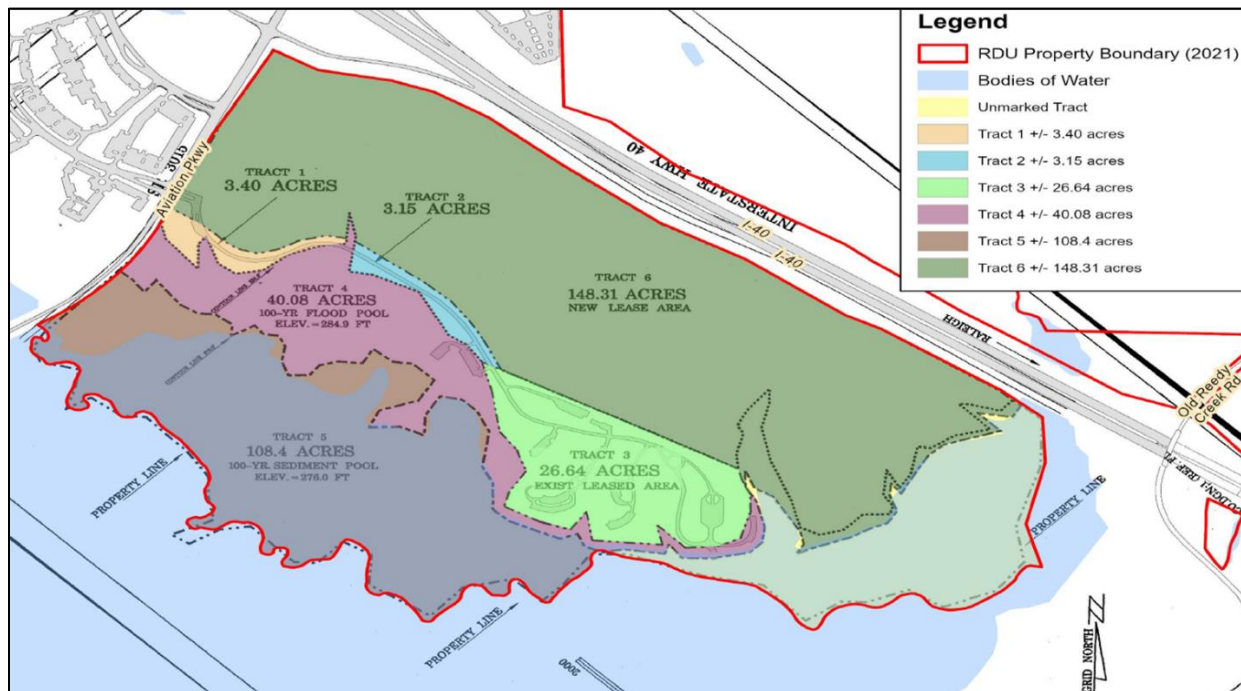 Legend
RDU Property Boundary (2021)
Bodies of Water
Unmarked Tract
Tract 1 +/- 3.40 acres
Tract 2 +/- 3.15 acres
Tract 3 +/- 26.64 acres
Tract 4 +/- 40.08 acres
Tract 5 +/- 108.4 acres
Tract 6 +/- 148.31 acres
Aviation Pkwy
INTERSTATE HWY 40
I-40
I-40
TRACT 1
3.40 ACRES
TRACT 2
3.15 ACRES
TRACT 6
148.31 ACRES
NEW LEASE AREA
TRACT 4
40.08 ACRES
100-YR FLOOD POOL
ELEV.=284.9 FT
RALEIGH
Old Reedy
Creek Rd
TRACT 5
108.4 ACRES
100-YR. SEDIMENT POOL
ELEV.=276.0 FT
TRACT 3
26.64 ACRES
EXIST LEASED AREA
PROPERTY LINE
PROPERTY LINE
PROPERTY LINE
2000
GRID NORTH